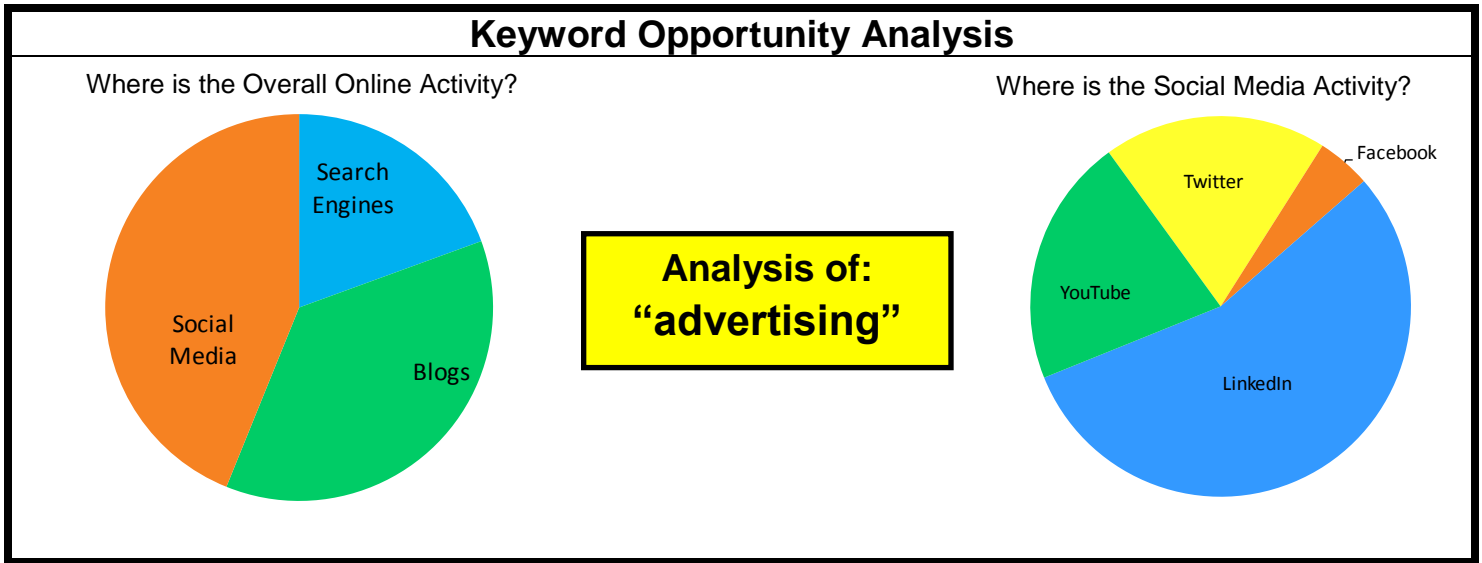 Keyword Opportunity Analysis
Where is the Overall Online Activity?
Search
Engines
Social
Media
Blogs
Analysis of:
“advertising”
Where is the Social Media Activity?
Facebook
Twitter
YouTube
LinkedIn